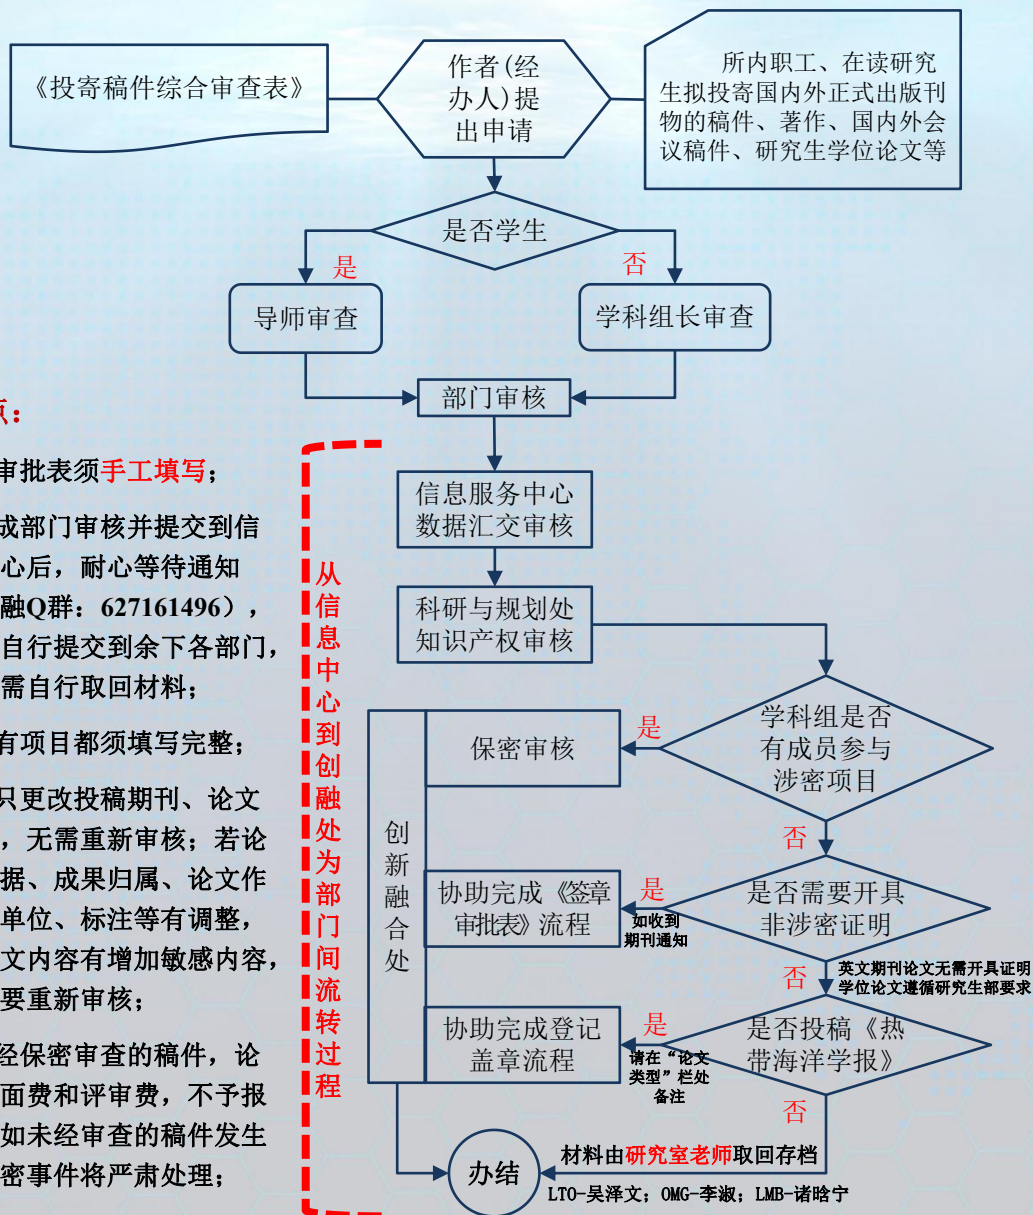 《投寄稿件综合审查表》
作者(经
办人)提
出申请
所内职工、在读研究
生拟投寄国内外正式出版刊
物的稿件、著作、国内外会
议稿件、研究生学位论文等
是否学生
是
否
导师审查
学科组长审查
部门审核
点：
审批表须手工填写；
成部门审核并提交到信
心后，耐心等待通知
融Q群：627161496），
自行提交到余下各部门，
需自行取回材料；
有项目都须填写完整；
只更改投稿期刊、论文
，无需重新审核；若论
据、成果归属、论文作
单位、标注等有调整，
文内容有增加敏感内容，
要重新审核；
经保密审查的稿件，论
面费和评审费，不予报
如未经审查的稿件发生
密事件将严肃处理；
从信息中心到创融处为部门间流转过程
信息服务中心
数据汇交审核
科研与规划处
知识产权审核
学科组是否
有成员参与
涉密项目
是
保密审核
创新融合处
否
是否需要开具
非涉密证明
是
如收到
期刊通知
协助完成《签章
审批表》流程
否
英文期刊论文无需开具证明
学位论文遵循研究生部要求
是否投稿《热
带海洋学报》
是
请在“论文
类型”栏处
备注
协助完成登记
盖章流程
否
材料由研究室老师取回存档
办结
LTO-吴泽文；OMG-李淑；LMB-诸晗宁